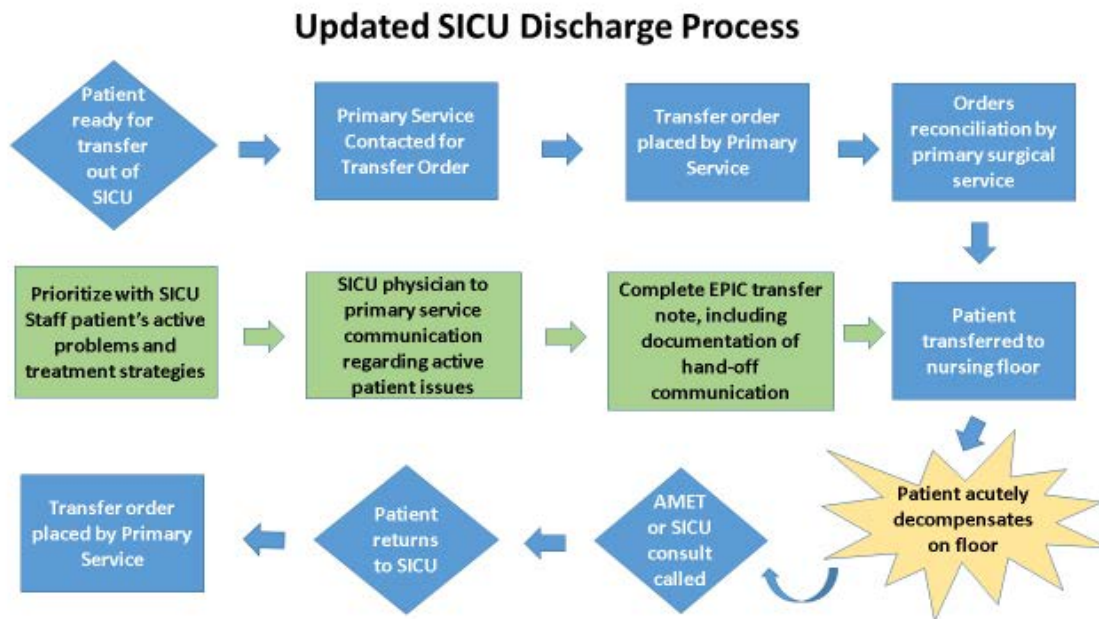 Updated SICU Discharge Process
Patient
ready for
transfer
out of
SICU
Primary Service
Contacted for
Transfer Order
Transfer order
placed by Primary
Service
Orders
reconciliation by
primary surgical
service
Prioritize with SICU
Staff patient's active
problems and
treatment strategies
SICU physician to
primary service
communication
regarding active
patient issues
Complete EPIC transfer
note, including
documentation of
hand-off
communication
Patient
transferred to
nursing floor
Transfer order
placed by Primary
Service
Patient
returns
to SICU
AMET
or SICU
consult
called
Patient acutely
decompensates
on floor